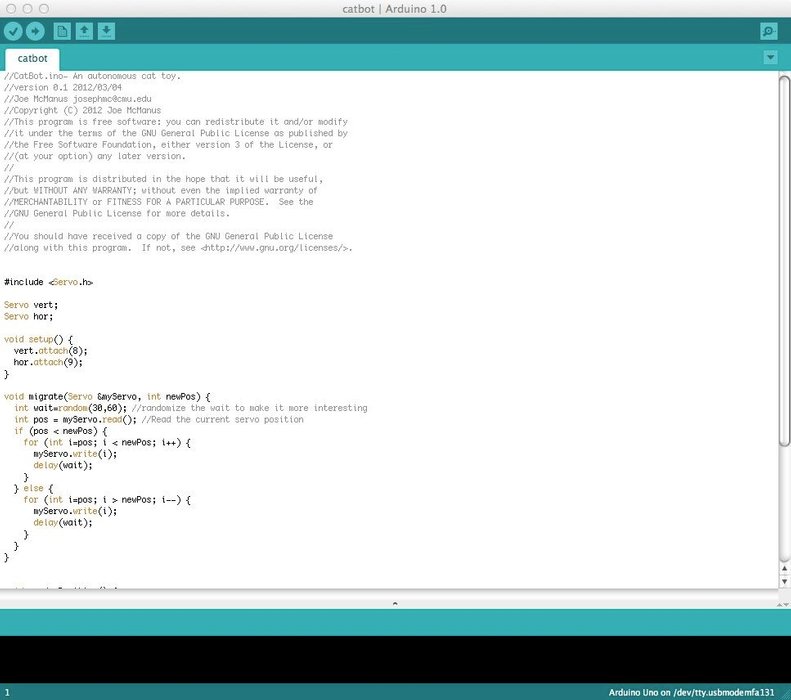 catbot | Arduino 1.0
catbot
//CatBot.ino- An autonomous cat toy.
//version 0.1 2012/03/04
//Joe McManus josephmc@cmu.edu
//Copyright (C) 2012 Joe McManus
//This program is free software: you can redistribute it and/or modify
//it under the terms of the GNU General Public License as published by
//the Free Software Foundation, either version 3 of the License, or
//(at your option) any later version.
//
//This program is distributed in the hope that it will be useful,
//but WITHOUT ANY WARRANTY; without even the implied warranty of
//MERCHANTABILITY or FITNESS FOR A PARTICULAR PURPOSE.  See the
//GNU General Public License for more details.
//
//You should have received a copy of the GNU General Public License
//along with this program.  If not, see <http://www.gnu.org/licenses/>.
#include <Servo.h>
Servo vert;
Servo hor;
void setup() {
  vert.attach(8);
  hor.attach(9);
}
void migrate(Servo &myServo, int newPos) {
  int wait=random(30,60); //randomize the wait to make it more interesting
  int pos = myServo.read(); //Read the current servo position
  if (pos < newPos) {
    for (int i=pos; i < newPos; i++) {
      myServo.write(i);
      delay(wait);
    }
  } else {
    for (int i=pos; i > newPos; i--) {
      myServo.write(i);
      delay(wait);
    }
  }
}
1
Arduino Uno on /dev/tty.usbmodemfa131